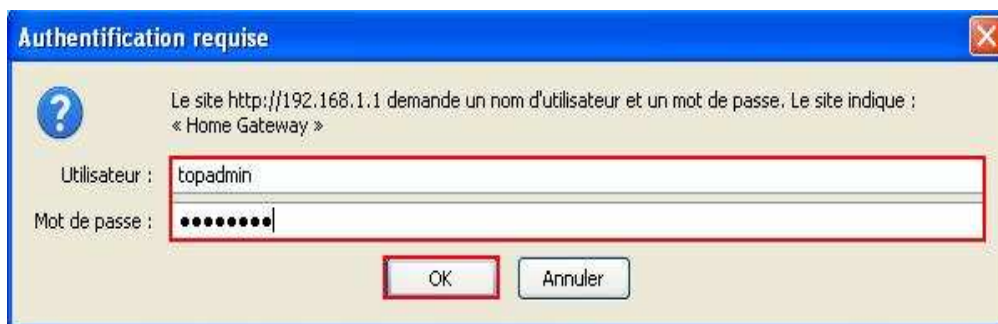 Authentification requise
Le site http://192.168.1.1 demande un nom d'utilisateur et un mot de passe. Le site indique :
« Home Gateway »
Utilisateur : topadmin
Mot de passe : ●●●●●●●●
OK Annuler